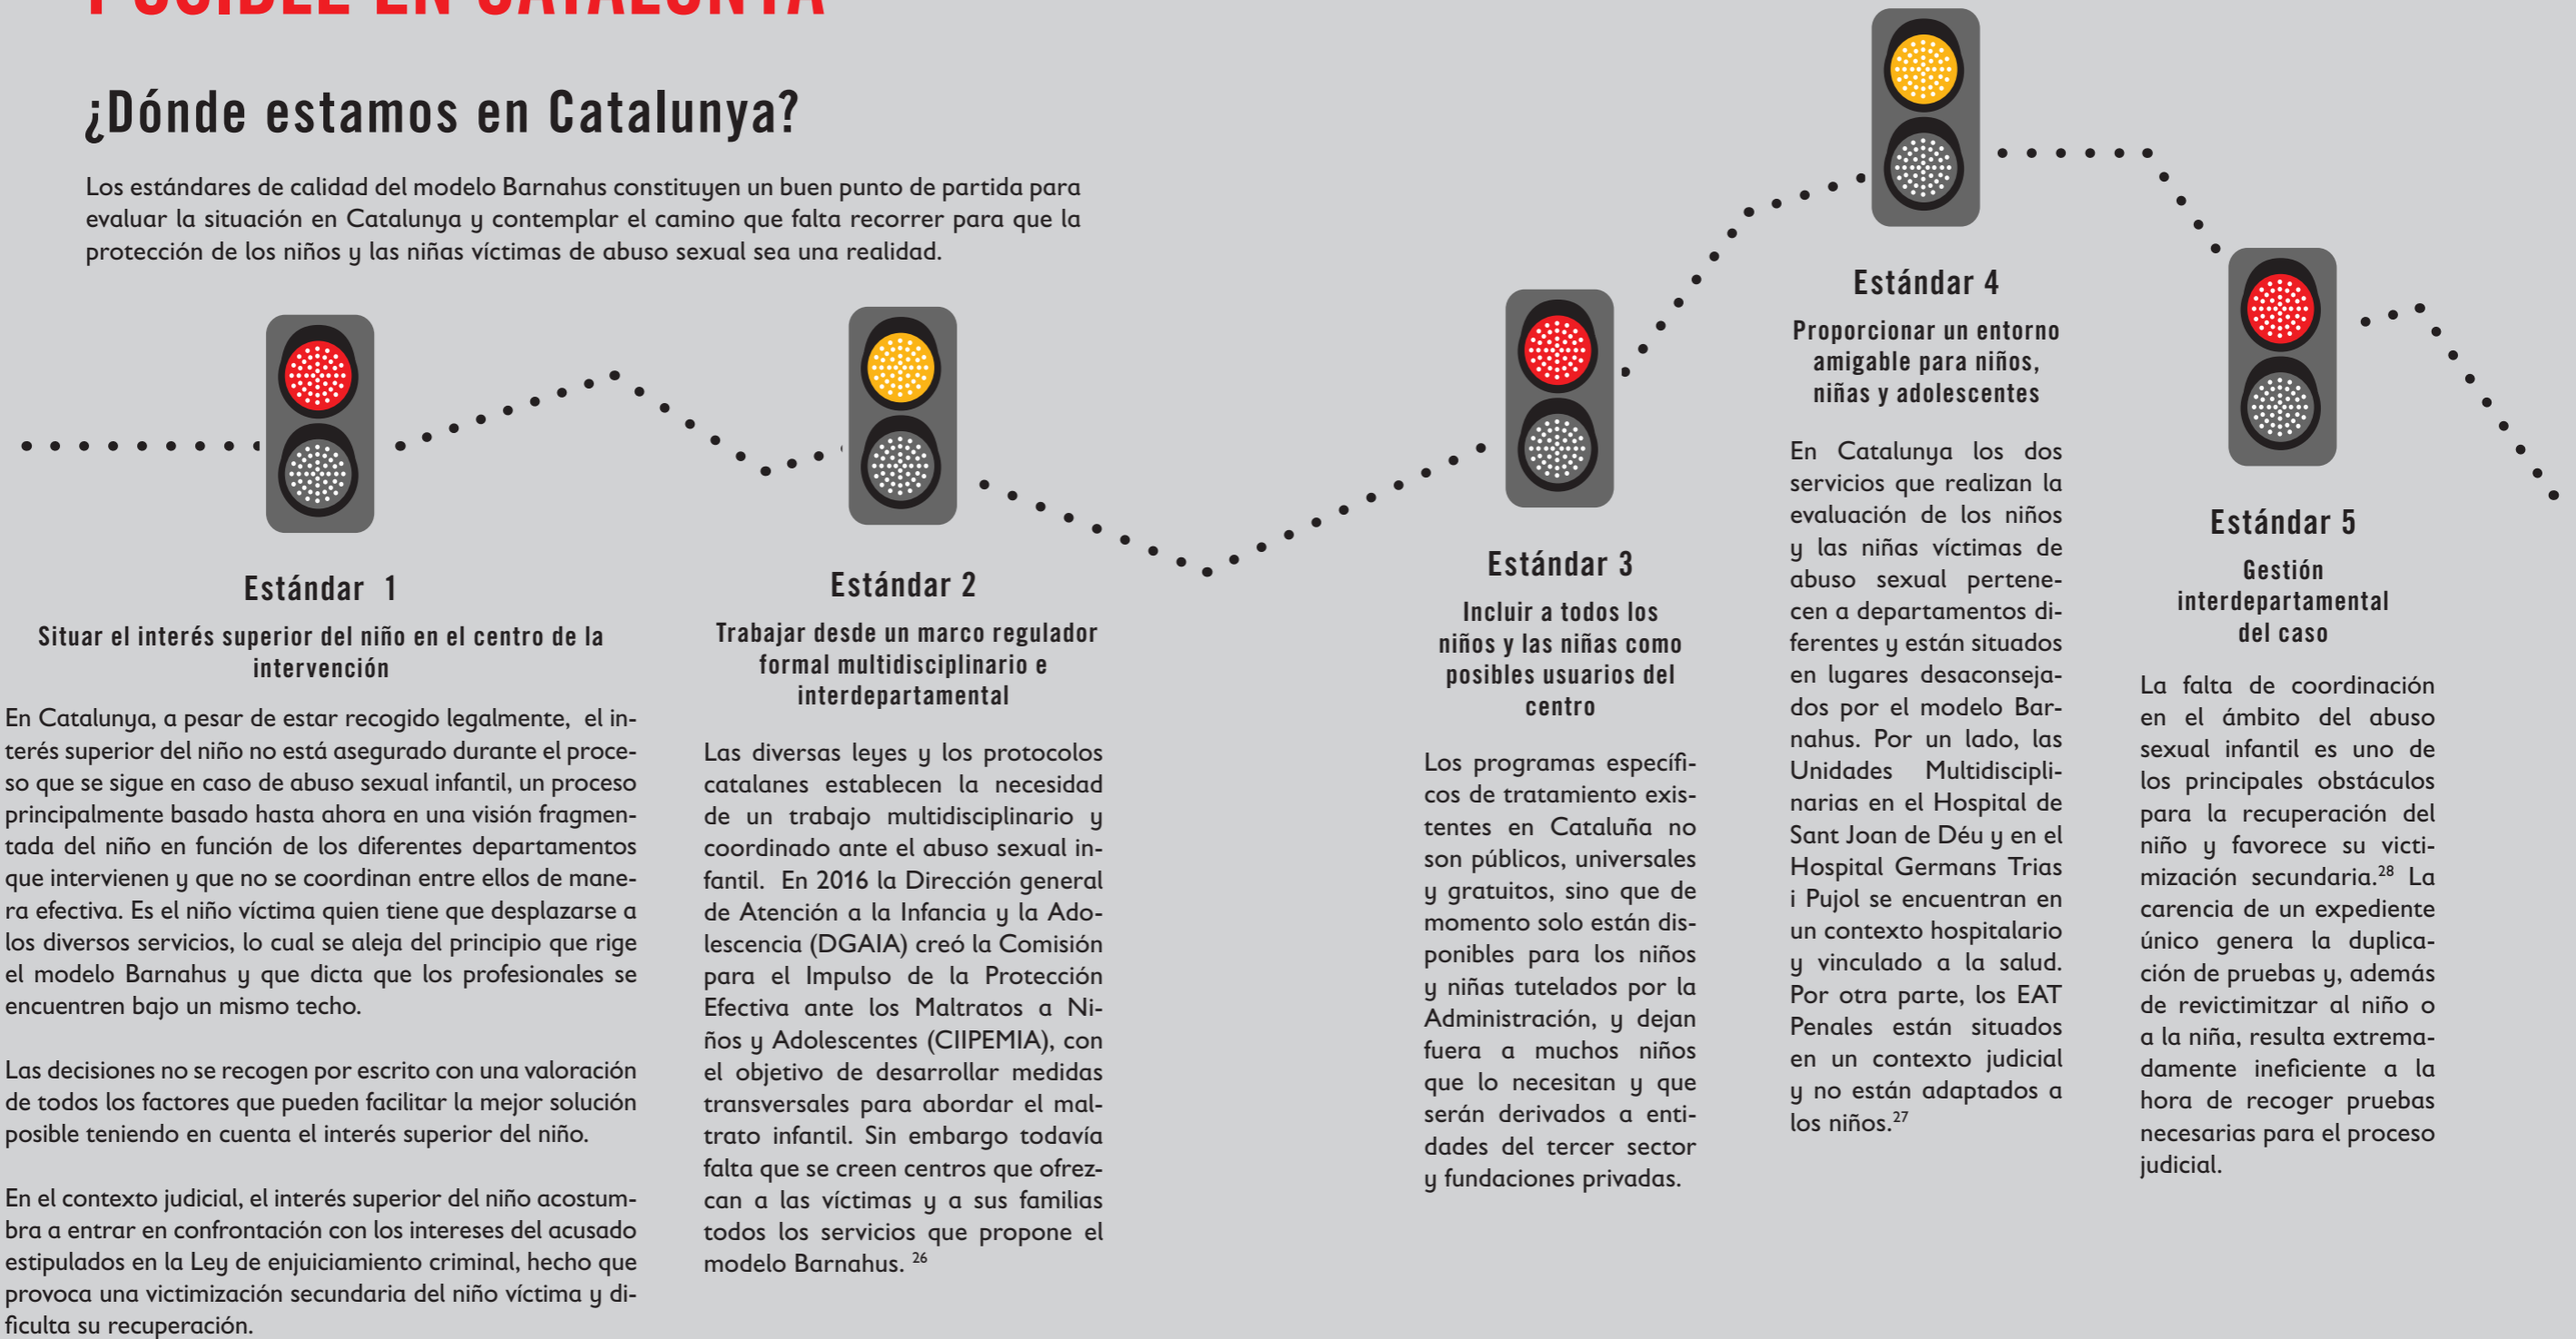 POSIBLE EN CATALUNYA
¿Dónde estamos en Catalunya?
Los estándares de calidad del modelo Barnahus constituyen un buen punto de partida para
evaluar la situación en Catalunya y contemplar el camino que falta recorrer para que la
protección de los niños y las niñas víctimas de abuso sexual sea una realidad.
Estándar 1
Situar el interés superior del niño en el centro de la
intervención
En Catalunya, a pesar de estar recogido legalmente, el in-
terés superior del niño no está asegurado durante el proce-
so que se sigue en caso de abuso sexual infantil, un proceso
principalmente basado hasta ahora en una visión fragmen-
tada del niño en función de los diferentes departamentos
que intervienen y que no se coordinan entre ellos de mane-
ra efectiva. Es el niño víctima quien tiene que desplazarse a
los diversos servicios, lo cual se aleja del principio que rige
el modelo Barnahus y que dicta que los profesionales se
encuentren bajo un mismo techo.
Las decisiones no se recogen por escrito con una valoración
de todos los factores que pueden facilitar la mejor solución
posible teniendo en cuenta el interés superior del niño.
En el contexto judicial, el interés superior del niño acostum-
bra a entrar en confrontación con los intereses del acusado
estipulados en la Ley de enjuiciamiento criminal, hecho que
provoca una victimización secundaria del niño víctima y di-
ficulta su recuperación.
Estándar 2
Trabajar desde un marco regulador
formal multidisciplinario e
interdepartamental
Las diversas leyes y los protocolos
catalanes establecen la necesidad
de un trabajo multidisciplinario y
coordinado ante el abuso sexual in-
fantil. En 2016 la Dirección general
de Atención a la Infancia y la Ado-
lescencia (DGAIA) creó la Comisión
para el Impulso de la Protección
Efectiva ante los Maltratos a Ni-
ños y Adolescentes (CIIPEMIA), con
el objetivo de desarrollar medidas
transversales para abordar el mal-
trato infantil. Sin embargo todavía
falta que se creen centros que ofrez-
can a las víctimas y a sus familias
todos los servicios que propone el
modelo Barnahus. 26
Estándar 3
Incluir a todos los
niños y las niñas como
posibles usuarios del
centro
Los programas específi-
cos de tratamiento exis-
tentes en Cataluña no
son públicos, universales
y gratuitos, sino que de
momento solo están dis-
ponibles para los niños
y niñas tutelados por la
Administración, y dejan
fuera a muchos niños
que lo necesitan y que
serán derivados a enti-
dades del tercer sector
y fundaciones privadas.
Estándar 4
Proporcionar un entorno
amigable para niños,
niñas y adolescentes
En Catalunya los dos
servicios que realizan la
evaluación de los niños
y las niñas víctimas de
abuso sexual pertene-
cen a departamentos di-
ferentes y están situados
en lugares desaconseja-
dos por el modelo Bar-
nahus. Por un lado, las
Unidades Multidiscipli-
narias en el Hospital de
Sant Joan de Déu y en el
Hospital Germans Trias
i Pujol se encuentran en
un contexto hospitalario
y vinculado a la salud.
Por otra parte, los EAT
Penales están situados
en un contexto judicial
y no están adaptados a
los niños.27
Estándar 5
Gestión
interdepartamental
del caso
La falta de coordinación
en el ámbito del abuso
sexual infantil es uno de
los principales obstáculos
para la recuperación del
niño y favorece su victi-
mización secundaria.28 La
carencia de un expediente
único genera la duplica-
ción de pruebas y, además
de revictimitzar al niño o
a la niña, resulta extrema-
damente ineficiente a la
hora de recoger pruebas
necesarias para el proceso
judicial.